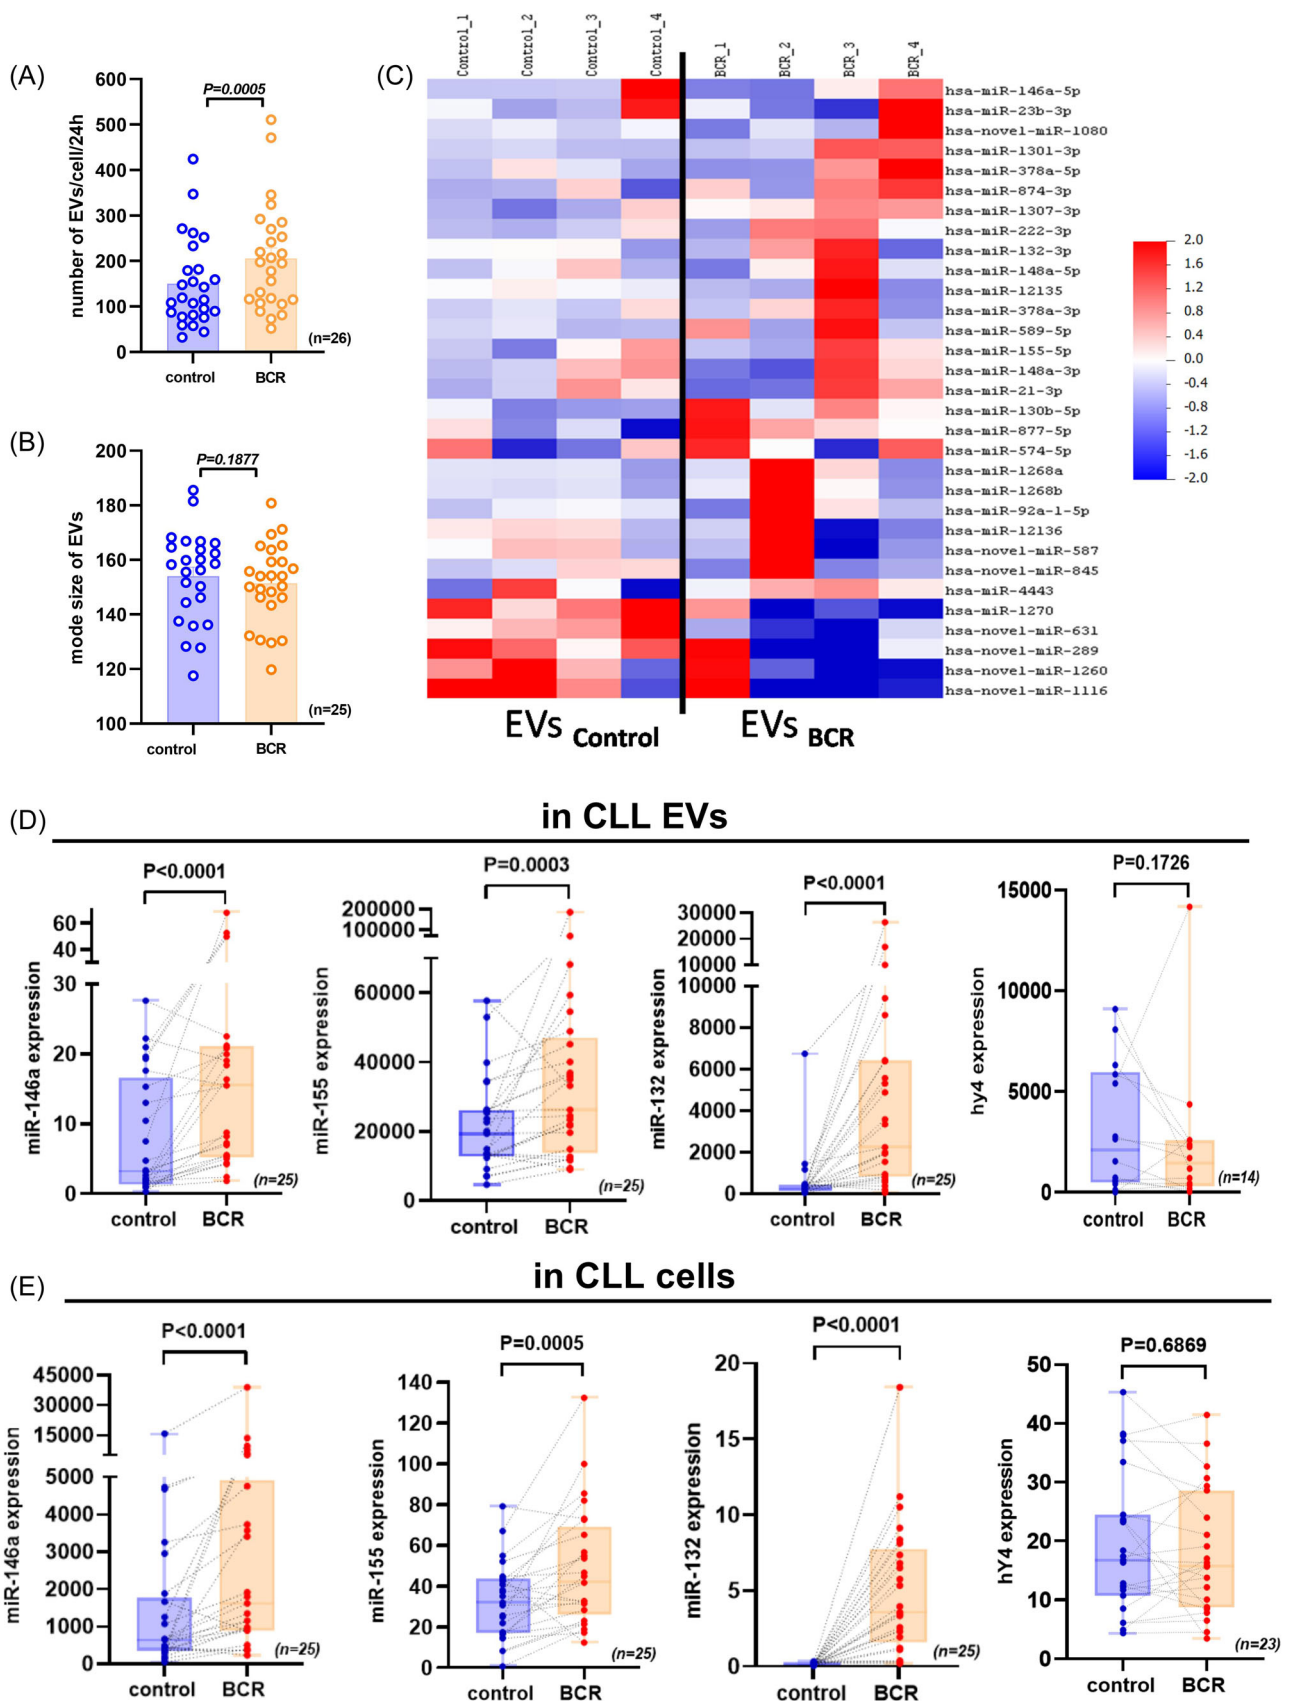 (A)
600
500
400
300
200
100
0
number of EVs/cell/24h
P=0.0005
(n=26)
control
BCR
(B)
200
180
160
140
120
100
mode size of EVs
P=0.1877
(n=25)
control
BCR
(C)
Control_1
Control_2
Control_3
Control_4
BCR_1
BCR_2
BCR_3
BCR_4
hsa-miR-146a-5p
hsa-miR-23b-3p
hsa-novel-miR-1080
hsa-miR-1301-3p
hsa-miR-378a-5p
hsa-miR-874-3p
hsa-miR-1307-3p
hsa-miR-222-3p
hsa-miR-132-3p
hsa-miR-148a-5p
hsa-miR-12135
hsa-miR-378a-3p
hsa-miR-589-5p
hsa-miR-155-5p
hsa-miR-148a-3p
hsa-miR-21-3p
hsa-miR-130b-5p
hsa-miR-877-5p
hsa-miR-574-5p
hsa-miR-1268a
hsa-miR-1268b
hsa-miR-92a-1-5p
hsa-miR-12136
hsa-novel-miR-587
hsa-novel-miR-845
hsa-miR-4443
hsa-miR-1270
hsa-novel-miR-631
hsa-novel-miR-289
hsa-novel-miR-1260
hsa-novel-miR-1116
2.0
1.6
1.2
0.8
0.4
0.0
-0.4
-0.8
-1.2
-1.6
-2.0
EVs Control
EVs BCR
(D)
in CLL EVs
P<0.0001
60
40
30
20
10
0
miR-146a expression
(n=25)
control
BCR
P=0.0003
200000
100000
60000
40000
20000
0
miR-155 expression
(n=25)
control
BCR
P<0.0001
30000
20000
10000
10000
8000
6000
4000
2000
0
miR-132 expression
(n=25)
control
BCR
P=0.1726
15000
10000
5000
0
hy4 expression
(n=14)
control
BCR
(E)
in CLL cells
P<0.0001
45000
30000
15000
5000
4000
3000
2000
1000
0
miR-146a expression
(n=25)
control
BCR
P=0.0005
140
120
100
80
60
40
20
0
miR-155 expression
(n=25)
control
BCR
P<0.0001
20
15
10
5
0
miR-132 expression
(n=25)
control
BCR
P=0.6869
50
40
30
20
10
0
hY4 expression
(n=23)
control
BCR